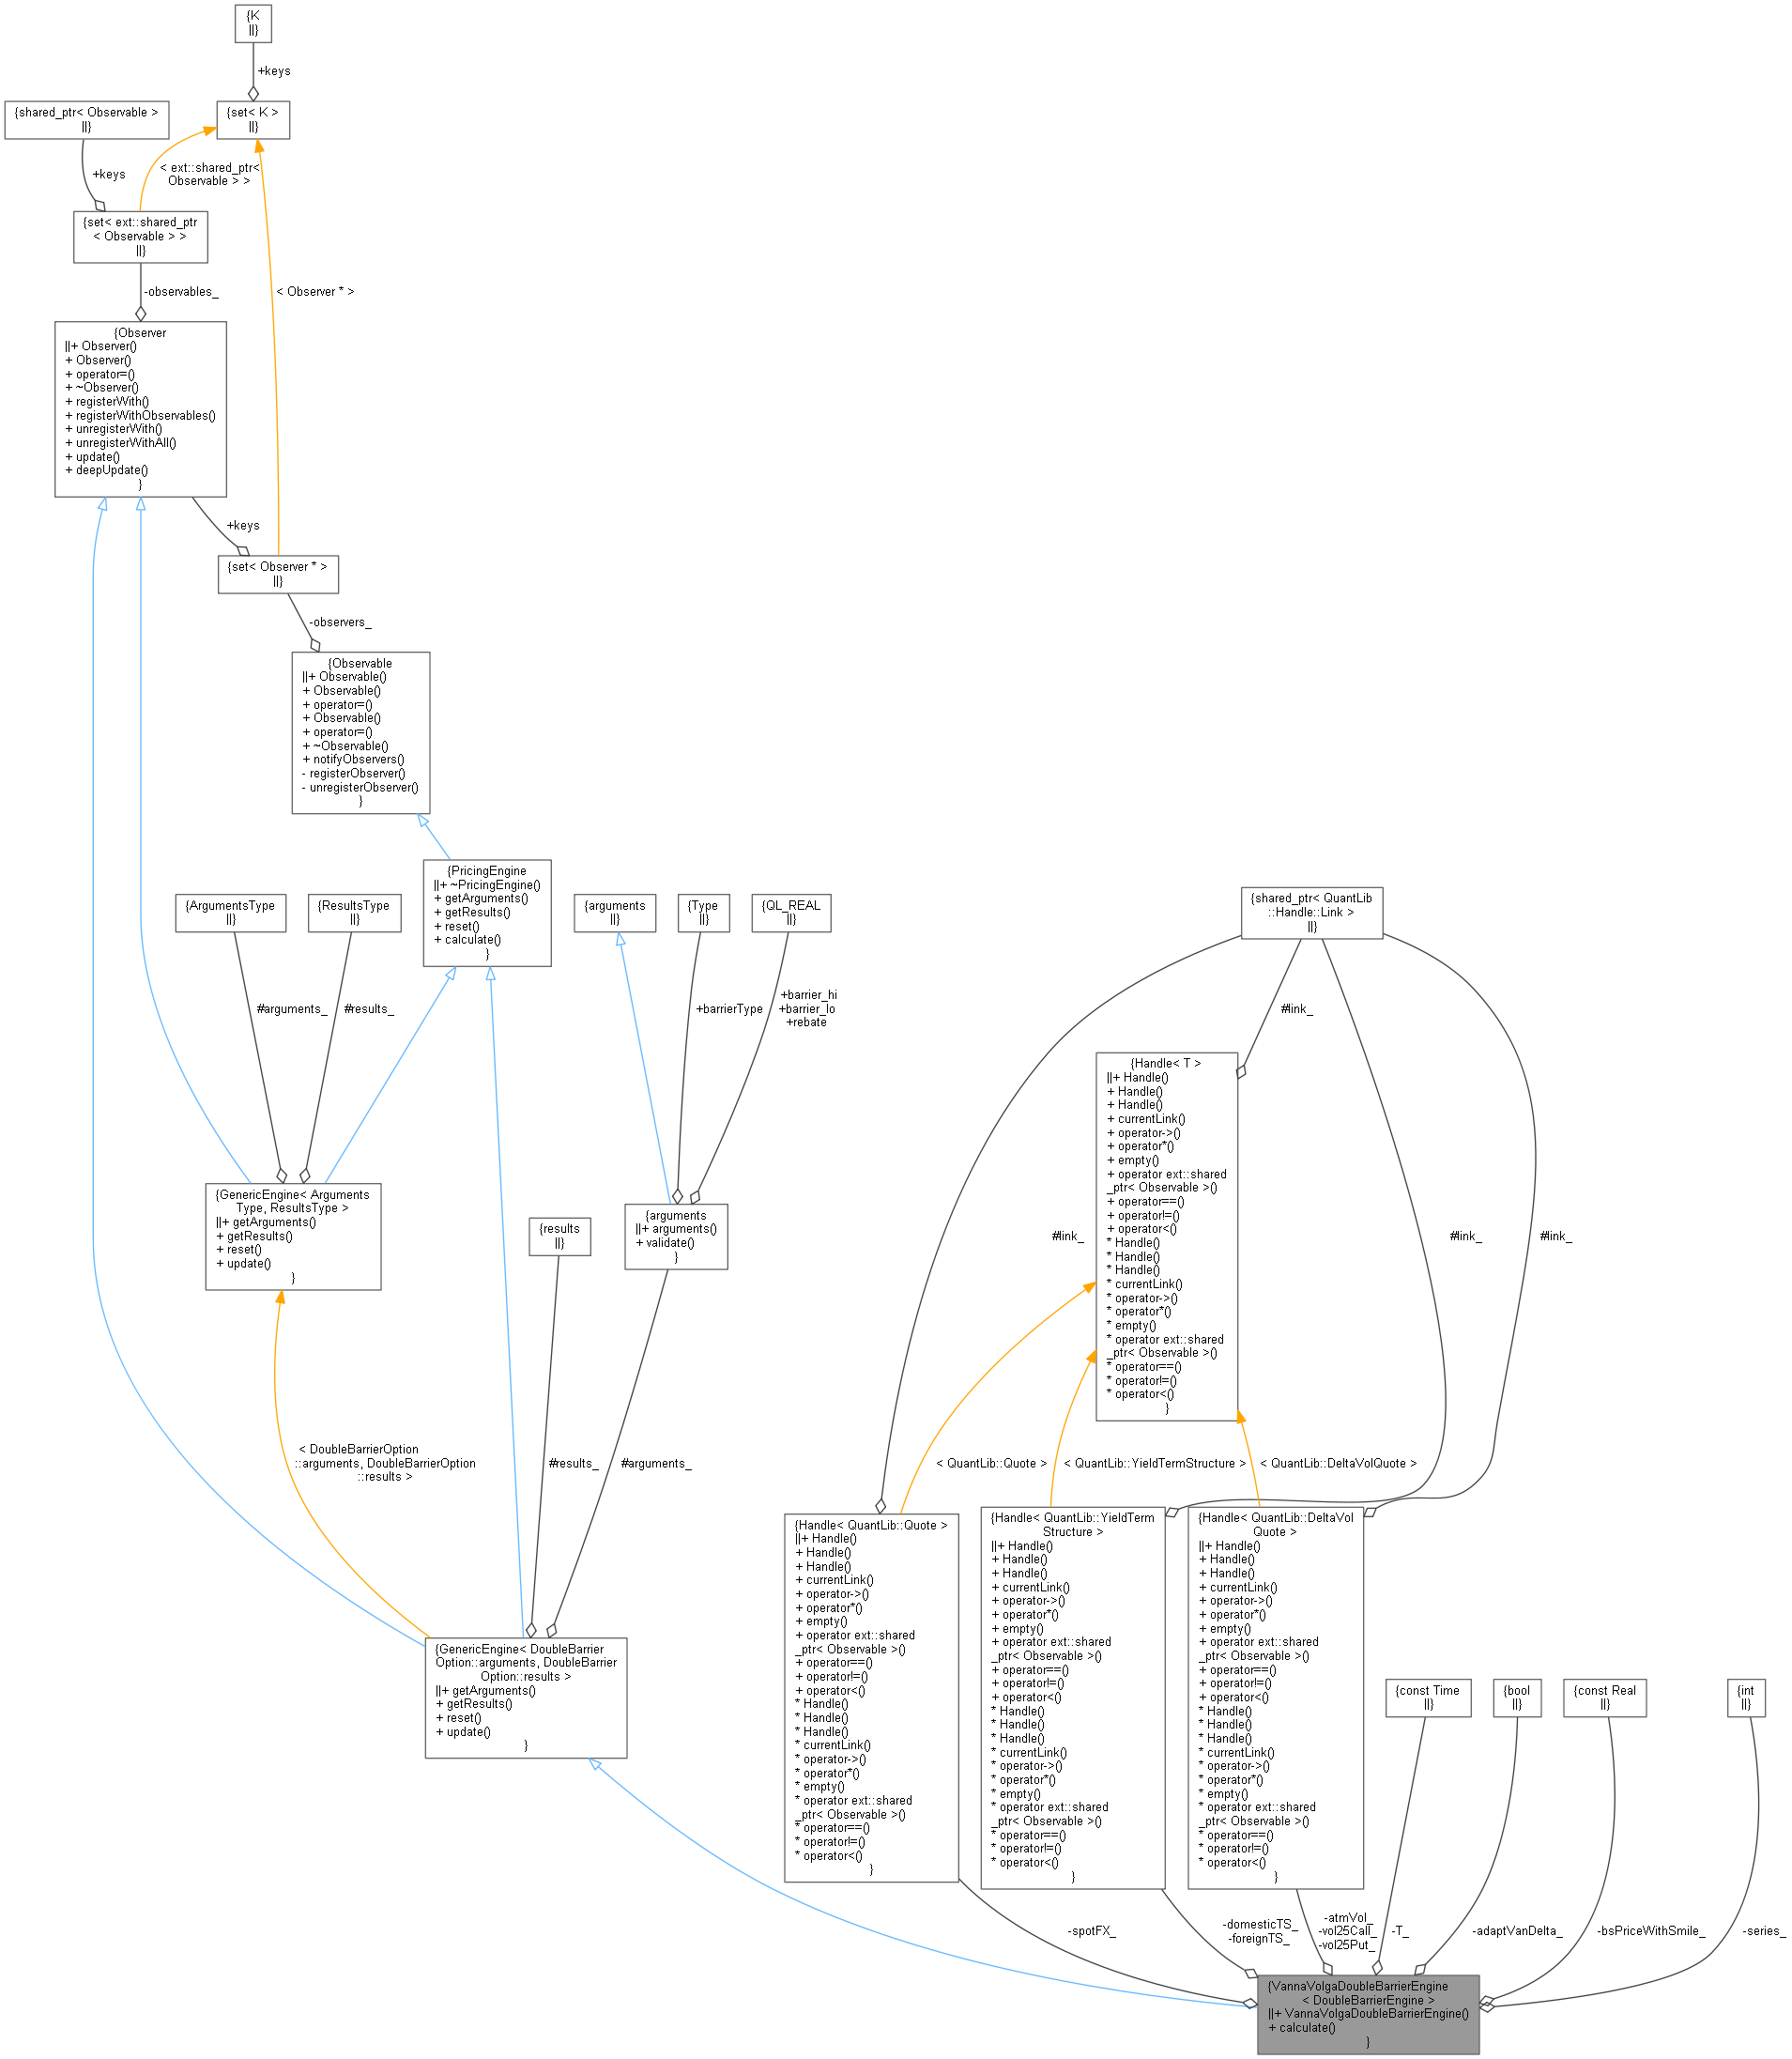 {K
||}
+keys
{shared_ptr< Observable >
||}
{set< K >
||}
+keys
< ext::shared_ptr<
Observable > >
{set< ext::shared_ptr
< Observable > >
||}
-observables_
< Observer * >
{Observer
||+ Observer()
+ Observer()
+ operator=()
+ ~Observer()
+ registerWith()
+ registerWithObservables()
+ unregisterWith()
+ unregisterWithAll()
+ update()
+ deepUpdate()
}
+keys
{set< Observer * >
||}
-observers_
{Observable
||+ Observable()
+ Observable()
+ operator=()
+ Observable()
+ operator=()
+ ~Observable()
+ notifyObservers()
- registerObserver()
- unregisterObserver()
}
{PricingEngine
||+ ~PricingEngine()
+ getArguments()
+ getResults()
+ reset()
+ calculate()
}
{ArgumentsType
||}
{ResultsType
||}
{arguments
||}
{Type
||}
{QL_REAL
||}
{shared_ptr< QuantLib
::Handle::Link >
||}
#arguments_
#results_
+barrierType
+barrier_hi
+barrier_lo
+rebate
#link_
{Handle< T >
||+ Handle()
+ Handle()
+ Handle()
+ currentLink()
+ operator->()
+ operator*()
+ empty()
+ operator ext::shared
_ptr< Observable >()
+ operator==()
+ operator!=()
+ operator<()
* Handle()
* Handle()
* Handle()
* currentLink()
* operator->()
* operator*()
* empty()
* operator ext::shared
_ptr< Observable >()
* operator==()
* operator!=()
* operator<()
}
{GenericEngine< Arguments
Type, ResultsType >
||+ getArguments()
+ getResults()
+ reset()
+ update()
}
{results
||}
{arguments
||+ arguments()
+ validate()
}
#link_
#link_
#link_
< DoubleBarrierOption
::arguments, DoubleBarrierOption
::results >
#results_
#arguments_
< QuantLib::Quote >
< QuantLib::YieldTermStructure >
< QuantLib::DeltaVolQuote >
{Handle< QuantLib::Quote >
||+ Handle()
+ Handle()
+ Handle()
+ currentLink()
+ operator->()
+ operator*()
+ empty()
+ operator ext::shared
_ptr< Observable >()
+ operator==()
+ operator!=()
+ operator<()
* Handle()
* Handle()
* Handle()
* currentLink()
* operator->()
* operator*()
* empty()
* operator ext::shared
_ptr< Observable >()
* operator==()
* operator!=()
* operator<()
}
{Handle< QuantLib::YieldTerm
Structure >
||+ Handle()
+ Handle()
+ Handle()
+ currentLink()
+ operator->()
+ operator*()
+ empty()
+ operator ext::shared
_ptr< Observable >()
+ operator==()
+ operator!=()
+ operator<()
* Handle()
* Handle()
* Handle()
* currentLink()
* operator->()
* operator*()
* empty()
* operator ext::shared
_ptr< Observable >()
* operator==()
* operator!=()
* operator<()
}
{Handle< QuantLib::DeltaVol
Quote >
||+ Handle()
+ Handle()
+ Handle()
+ currentLink()
+ operator->()
+ operator*()
+ empty()
+ operator ext::shared
_ptr< Observable >()
+ operator==()
+ operator!=()
+ operator<()
* Handle()
* Handle()
* Handle()
* currentLink()
* operator->()
* operator*()
* empty()
* operator ext::shared
_ptr< Observable >()
* operator==()
* operator!=()
* operator<()
}
{GenericEngine< DoubleBarrier
Option::arguments, DoubleBarrier
Option::results >
||+ getArguments()
+ getResults()
+ reset()
+ update()
}
{const Time
||}
{bool
||}
{const Real
||}
{int
||}
-spotFX_
-domesticTS_
-foreignTS_
-atmVol_
-vol25Call_
-vol25Put_
-T_
-adaptVanDelta_
-bsPriceWithSmile_
-series_
{VannaVolgaDoubleBarrierEngine
< DoubleBarrierEngine >
||+ VannaVolgaDoubleBarrierEngine()
+ calculate()
}